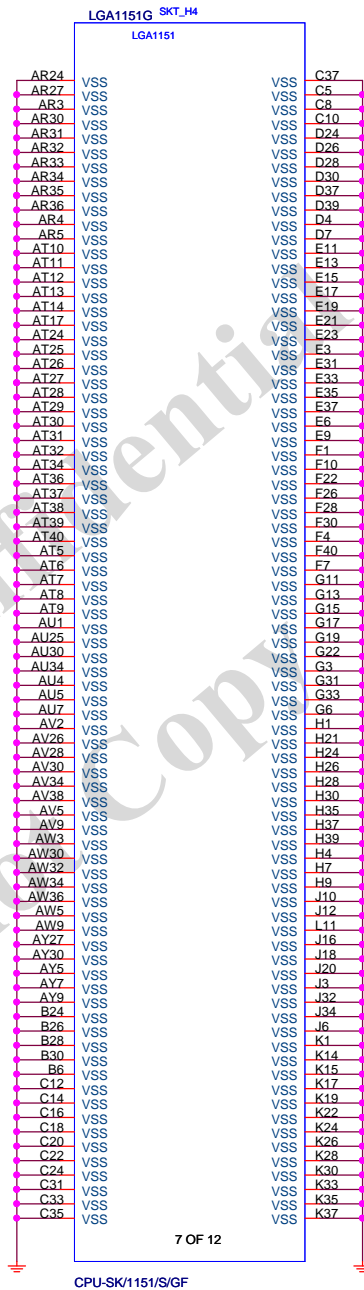 LGA1151G SKT_H4
LGA1151
AR24 VSS VSS C37
AR27 VSS VSS C5
AR3 VSS VSS C8
AR30 VSS VSS C10
AR31 VSS VSS D24
AR32 VSS VSS D26
AR33 VSS VSS D28
AR34 VSS VSS D30
AR35 VSS VSS D37
AR36 VSS VSS D39
AR4 VSS VSS D4
AR5 VSS VSS D7
AT10 VSS VSS E11
AT11 VSS VSS E13
AT12 VSS VSS E15
AT13 VSS VSS E17
AT14 VSS VSS E19
AT17 VSS VSS E21
AT24 VSS VSS E23
AT25 VSS VSS E3
AT26 VSS VSS E31
AT27 VSS VSS E33
AT28 VSS VSS E35
AT29 VSS VSS E37
AT30 VSS VSS E6
AT31 VSS VSS E9
AT32 VSS VSS F1
AT34 VSS VSS F10
AT36 VSS VSS F22
AT37 VSS VSS F26
AT38 VSS VSS F28
AT39 VSS VSS F30
AT40 VSS VSS F4
AT5 VSS VSS F40
AT6 VSS VSS F7
AT7 VSS VSS G11
AT8 VSS VSS G13
AT9 VSS VSS G15
AU1 VSS VSS G17
AU25 VSS VSS G19
AU30 VSS VSS G22
AU34 VSS VSS G3
AU4 VSS VSS G31
AU5 VSS VSS G33
AU7 VSS VSS G6
AV2 VSS VSS H1
AV26 VSS VSS H21
AV28 VSS VSS H24
AV30 VSS VSS H26
AV34 VSS VSS H28
AV38 VSS VSS H30
AV5 VSS VSS H35
AV9 VSS VSS H37
AW3 VSS VSS H39
AW30 VSS VSS H4
AW32 VSS VSS H7
AW34 VSS VSS H9
AW36 VSS VSS J10
AW5 VSS VSS J12
AW9 VSS VSS L11
AY27 VSS VSS J16
AY30 VSS VSS J18
AY5 VSS VSS J20
AY7 VSS VSS J3
AY9 VSS VSS J32
B24 VSS VSS J34
B26 VSS VSS J6
B28 VSS VSS K1
B30 VSS VSS K14
B6 VSS VSS K15
C12 VSS VSS K17
C14 VSS VSS K19
C16 VSS VSS K22
C18 VSS VSS K24
C20 VSS VSS K26
C22 VSS VSS K28
C24 VSS VSS K30
C31 VSS VSS K33
C33 VSS VSS K35
C35 VSS VSS K37
7 OF 12
CPU-SK/1151/S/GF
nfidential
Copy